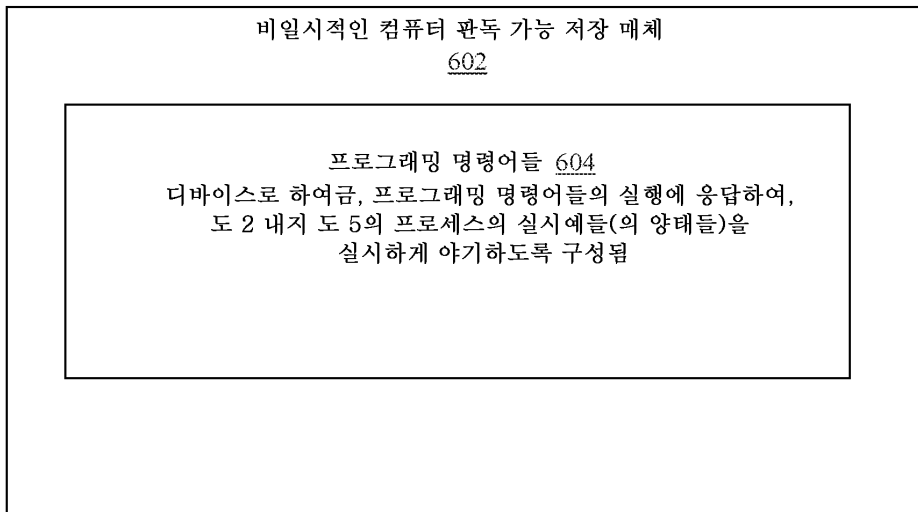 비일시적인 컴퓨터 판독 가능 저장 매체
602
프로그래밍 명령어들 604
디바이스로 하여금, 프로그래밍 명령어들의 실행에 응답하여,
도 2 내지 도 5의 프로세스의 실시예들(의 양태들)을
실시하게 야기하도록 구성됨